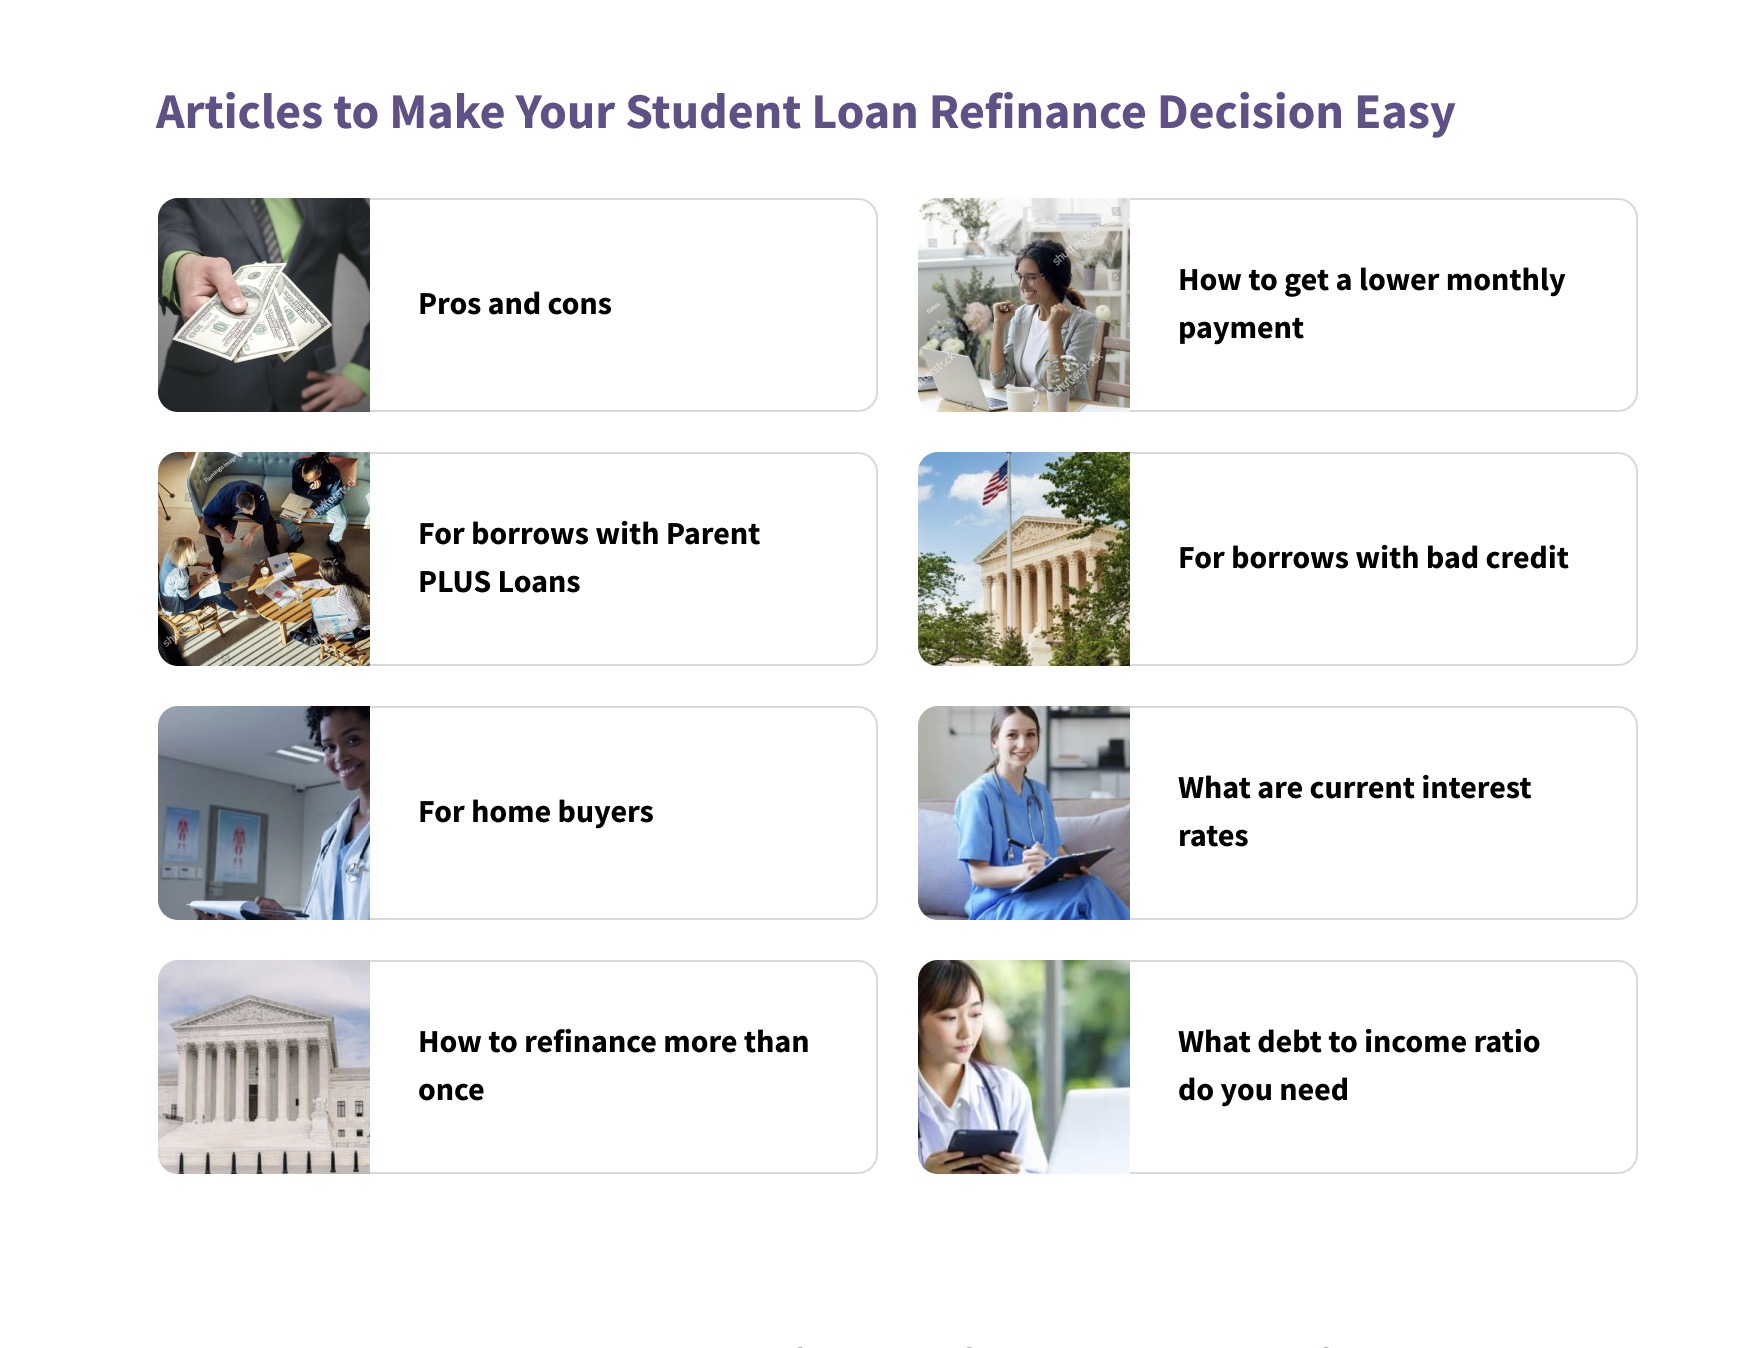 Articles to Make Your Student Loan Refinance Decision Easy
Pros and cons
How to get a lower monthly
payment
For borrows with Parent
PLUS Loans
For borrows with bad credit
For home buyers
What are current interest
rates
How to refinance more than
once
What debt to income ratio
do you need